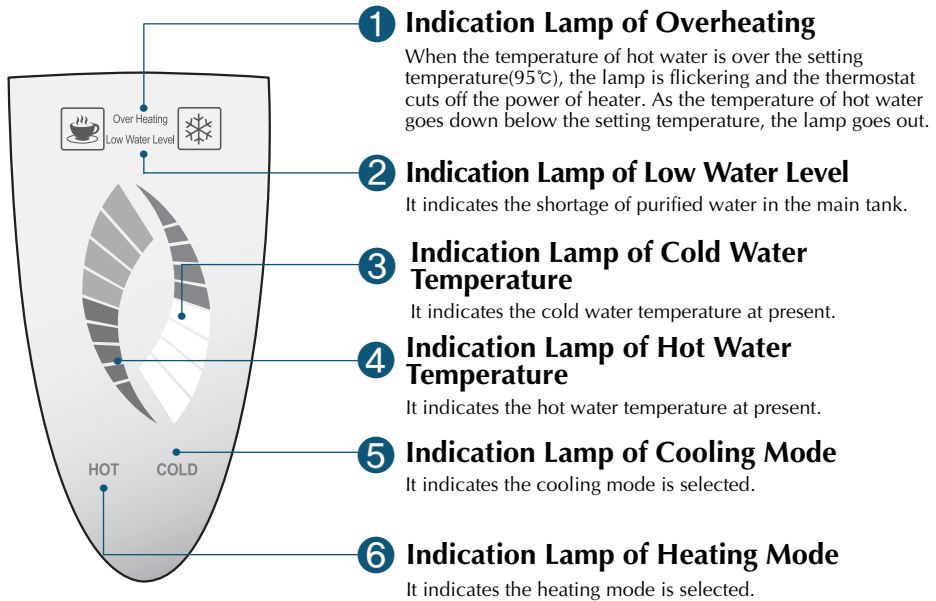 1 Indication Lamp of Overheating
When the temperature of hot water is over the setting
temperature(95℃), the lamp is flickering and the thermostat
cuts off the power of heater. As the temperature of hot water
goes down below the setting temperature, the lamp goes out.
Over Heating
Low Water Level
2 Indication Lamp of Low Water Level
It indicates the shortage of purified water in the main tank.
3 Indication Lamp of Cold Water
Temperature
It indicates the cold water temperature at present.
4 Indication Lamp of Hot Water
Temperature
It indicates the hot water temperature at present.
HOT COLD
5 Indication Lamp of Cooling Mode
It indicates the cooling mode is selected.
6 Indication Lamp of Heating Mode
It indicates the heating mode is selected.